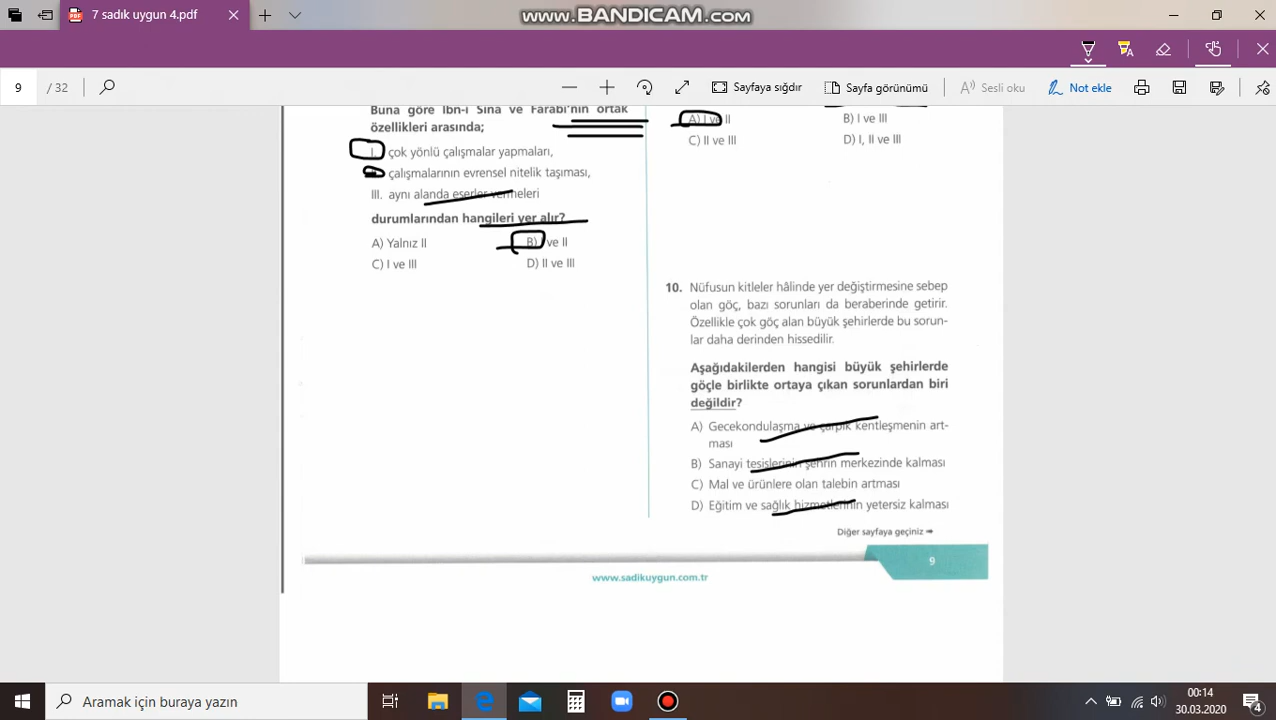 7 sadık uygun 4.pdf
www.BANDICAM.com
9 / 32
Sayfaya sığdır
Sayfa görünümü
Sesli oku
Not ekle
Buna göre İbn-i Sina ve Farabi'nin ortak
özellikleri arasında;
I. çok yönlü çalışmalar yapmaları,
çalışmalarının evrensel nitelik taşıması,
III. aynı alanda eserler vermeleri
durumlarından hangileri yer alır?
A) Yalnız II
B) I ve II
C) I ve III
D) II ve III
A) I ve II
B) I ve III
C) II ve III
D) I, II ve III
10. Nüfusun kitleler hâlinde yer değiştirmesine sebep
olan göç, bazı sorunları da beraberinde getirir.
Özellikle çok göç alan büyük şehirlerde bu sorun-
lar daha derinden hissedilir.
Aşağıdakilerden hangisi büyük şehirlerde
göçle birlikte ortaya çıkan sorunlardan biri
değildir?
A) Gecekondulaşma ve çarpık kentleşmenin art-
ması
B) Sanayi tesislerinin şehrin merkezinde kalması
C) Mal ve ürünlere olan talebin artması
D) Eğitim ve sağlık hizmetlerinin yetersiz kalması
Diğer sayfaya geçiniz
9
www.sadikuygun.com.tr
Aramak için buraya yazın
00:14
30.03.2020
4